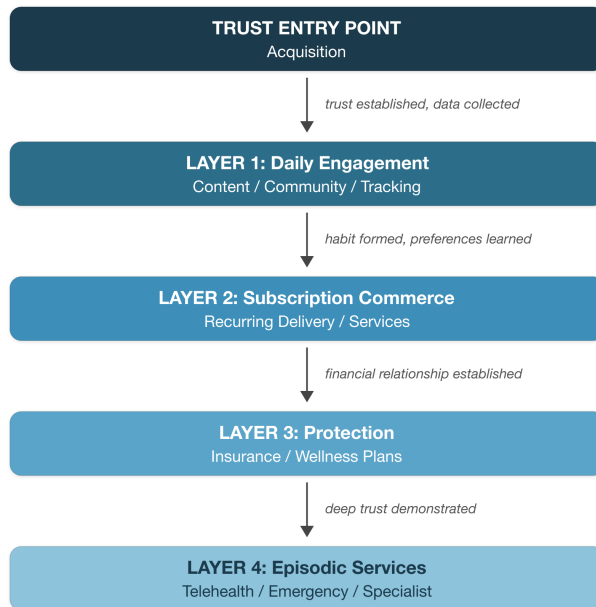 TRUST ENTRY POINT
Acquisition
trust established, data collected
LAYER 1: Daily Engagement
Content / Community / Tracking
habit formed, preferences learned
LAYER 2: Subscription Commerce
Recurring Delivery / Services
financial relationship established
LAYER 3: Protection
Insurance / Wellness Plans
deep trust demonstrated
LAYER 4: Episodic Services
Telehealth / Emergency / Specialist